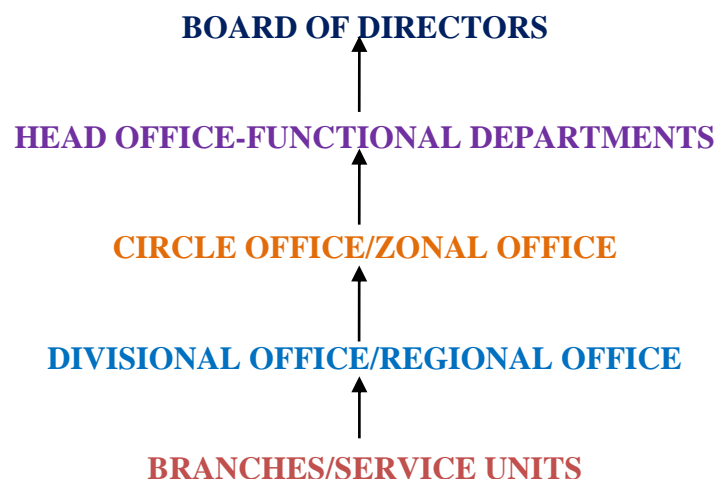 BOARD OF DIRECTORS
HEAD OFFICE-FUNCTIONAL DEPARTMENTS
CIRCLE OFFICE/ZONAL OFFICE
DIVISIONAL OFFICE/REGIONAL OFFICE
BRANCHES/SERVICE UNITS